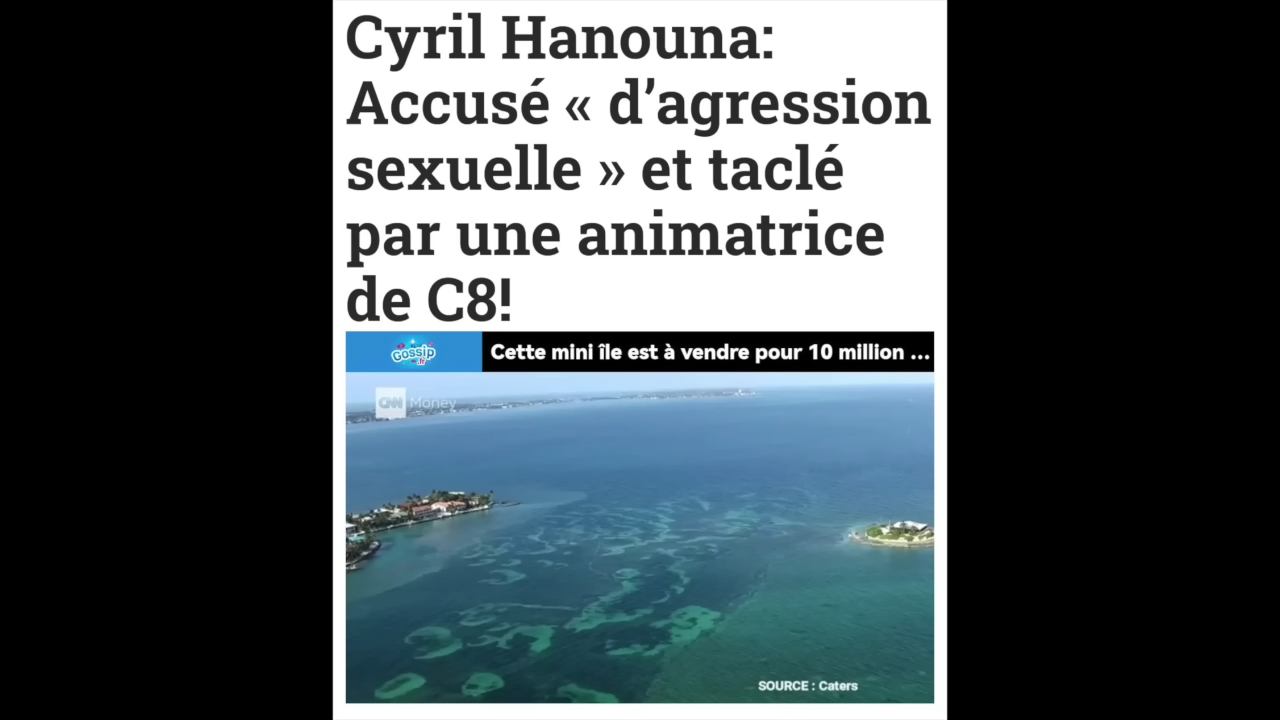 Cyril Hanouna:
Accusé « d’agression
sexuelle » et taclé
par une animatrice
de C8!
Gossip
.fr
Cette mini île est à vendre pour 10 million ...
CNN Money
SOURCE : Caters